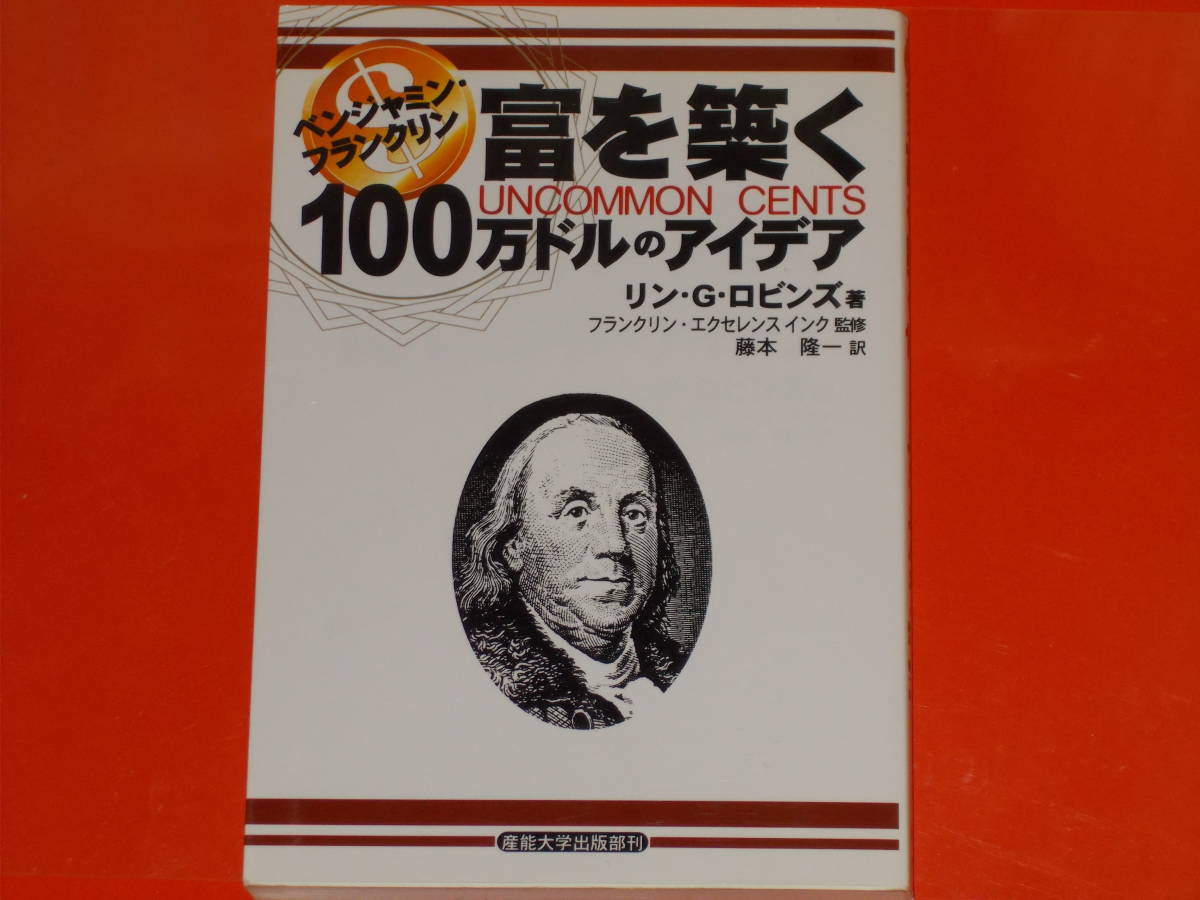 ベンジャミン・
フランクリン
富を築く
UNCOMMON CENTS
100万ドルのアイデア
リン・G・ロビンズ 著
フランクリン・エクセレンス インク 監修
藤本 隆一 訳
産能大学出版部刊